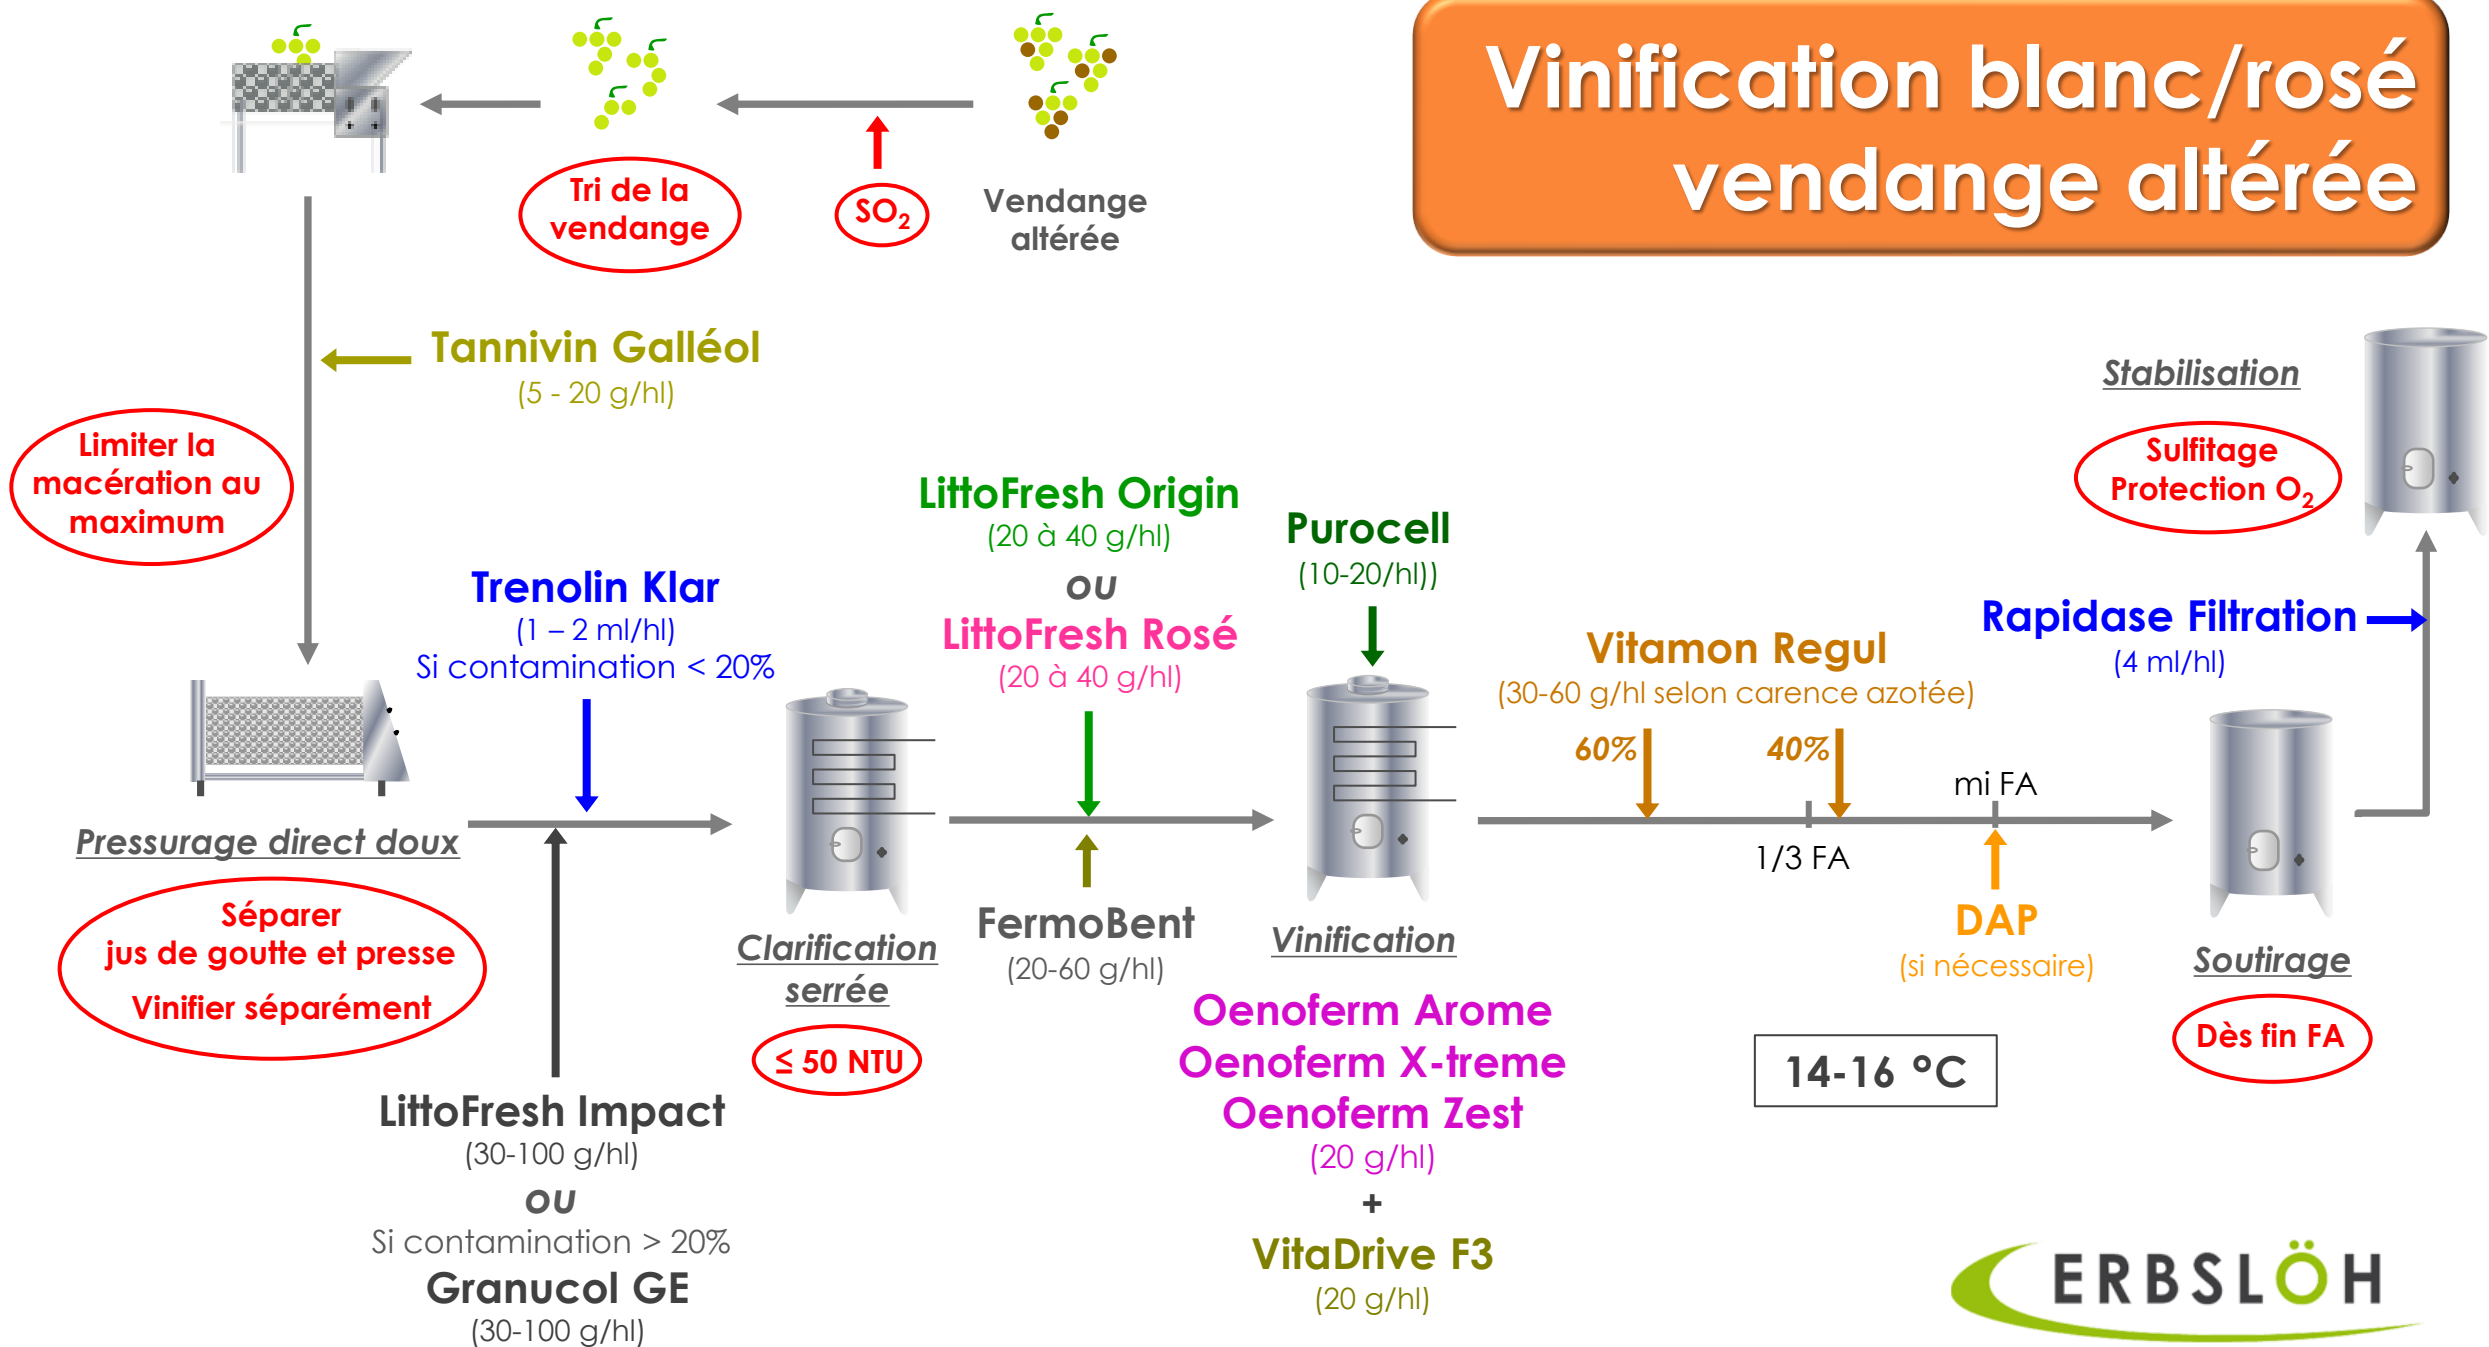 Vinification blanc/rosé
vendange altérée
Tri de la
vendange
SO₂
Vendange
altérée
Tannivin Galléol
(5 - 20 g/hl)
Limiter la
macération au
maximum
Trenolin Klar
(1 – 2 ml/hl)
Si contamination < 20%
LittoFresh Origin
(20 à 40 g/hl)
ou
LittoFresh Rosé
(20 à 40 g/hl)
Purocell
(10-20/hl))
Vitamon Regul
(30-60 g/hl selon carence azotée)
60%
40%
mi FA
1/3 FA
DAP
(si nécessaire)
Stabilisation
Sulfitage
Protection O₂
Rapidase Filtration
(4 ml/hl)
Pressurage direct doux
Séparer
jus de goutte et presse
Vinifier séparément
Clarification
serrée
≤ 50 NTU
FermoBent
(20-60 g/hl)
Vinification
Oenoferm Arome
Oenoferm X-treme
Oenoferm Zest
(20 g/hl)
+
VitaDrive F3
(20 g/hl)
14-16 °C
Soutirage
Dès fin FA
LittoFresh Impact
(30-100 g/hl)
ou
Si contamination > 20%
Granucol GE
(30-100 g/hl)
ERBSLÖH